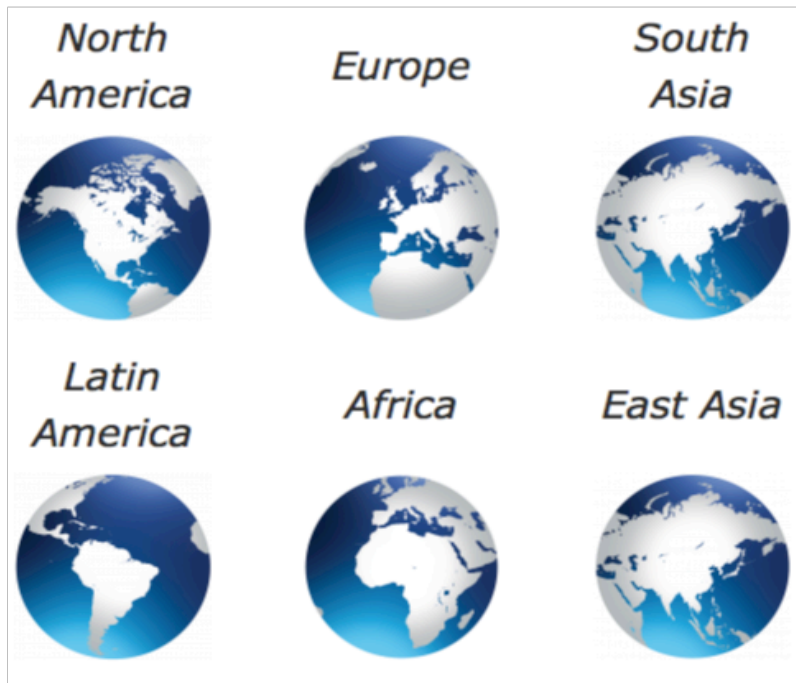 North
America
Europe
South
Asia
Latin
America
Africa
East Asia